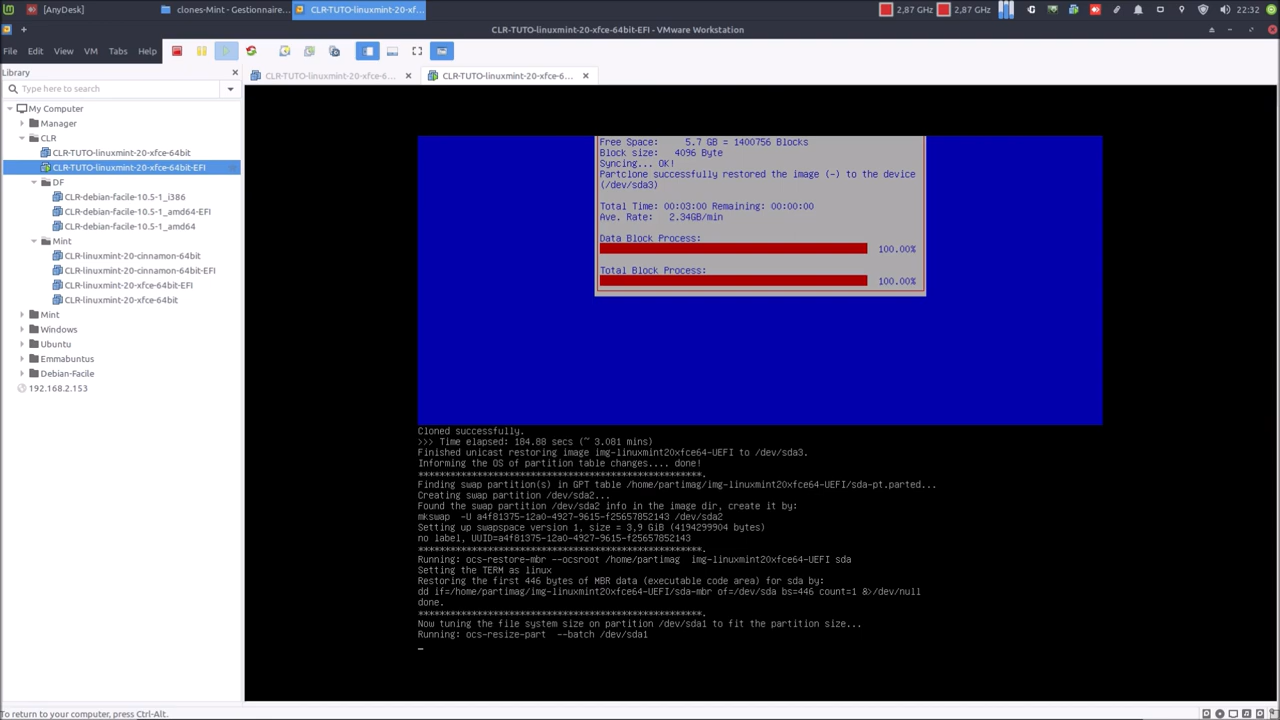 [AnyDesk]
clones-Mint - Gestionnaire...
CLR-TUTO-linuxmint-20-xf...
2,87 GHz
2,87 GHz
22:32
CLR-TUTO-linuxmint-20-xfce-64bit-EFI - VMware Workstation
File Edit View VM Tabs Help
Library
Type here to search
CLR-TUTO-linuxmint-20-xfce-6...
CLR-TUTO-linuxmint-20-xfce-6...
My Computer
Manager
CLR
CLR-TUTO-linuxmint-20-xfce-64bit
CLR-TUTO-linuxmint-20-xfce-64bit-EFI
DF
CLR-debian-facile-10.5-1_i386
CLR-debian-facile-10.5-1_amd64-EFI
CLR-debian-facile-10.5-1_amd64
Mint
CLR-linuxmint-20-cinnamon-64bit
CLR-linuxmint-20-cinnamon-64bit-EFI
CLR-linuxmint-20-xfce-64bit-EFI
CLR-linuxmint-20-xfce-64bit
Mint
Windows
Ubuntu
Emmabuntus
Debian-Facile
192.168.2.153
Free Space: 5.7 GB = 1400756 Blocks
Block size: 4096 Byte
Syncing... OK!
Partclone successfully restored the image (-) to the device
(/dev/sda3)
Total Time: 00:03:00 Remaining: 00:00:00
Ave. Rate: 2.34GB/min
Data Block Process:
100.00%
Total Block Process:
100.00%
Cloned successfully.
>>> Time elapsed: 184.88 secs (~ 3.081 mins)
Finished unicast restoring image img-linuxmint20xfce64-UEFI to /dev/sda3.
Informing the OS of partition table changes.... done!
*****************************************************.
Finding swap partition(s) in GPT table /home/partimag/img-linuxmint20xfce64-UEFI/sda-pt.parted...
Creating swap partition /dev/sda2...
Found the swap partition /dev/sda2 info in the image dir, create it by:
mkswap -U a4f81375-12a0-4927-9615-f25657852143 /dev/sda2
Setting up swapspace version 1, size = 3,9 GiB (4194299904 bytes)
no label, UUID=a4f81375-12a0-4927-9615-f25657852143
*****************************************************.
Running: ocs-restore-mbr --ocsroot /home/partimag img-linuxmint20xfce64-UEFI sda
Setting the TERM as linux
Restoring the first 446 bytes of MBR data (executable code area) for sda by:
dd if=/home/partimag/img-linuxmint20xfce64-UEFI/sda-mbr of=/dev/sda bs=446 count=1 &>/dev/null
done.
*****************************************************.
Now tuning the file system size on partition /dev/sda1 to fit the partition size...
Running: ocs-resize-part --batch /dev/sda1
_
To return to your computer, press Ctrl-Alt.